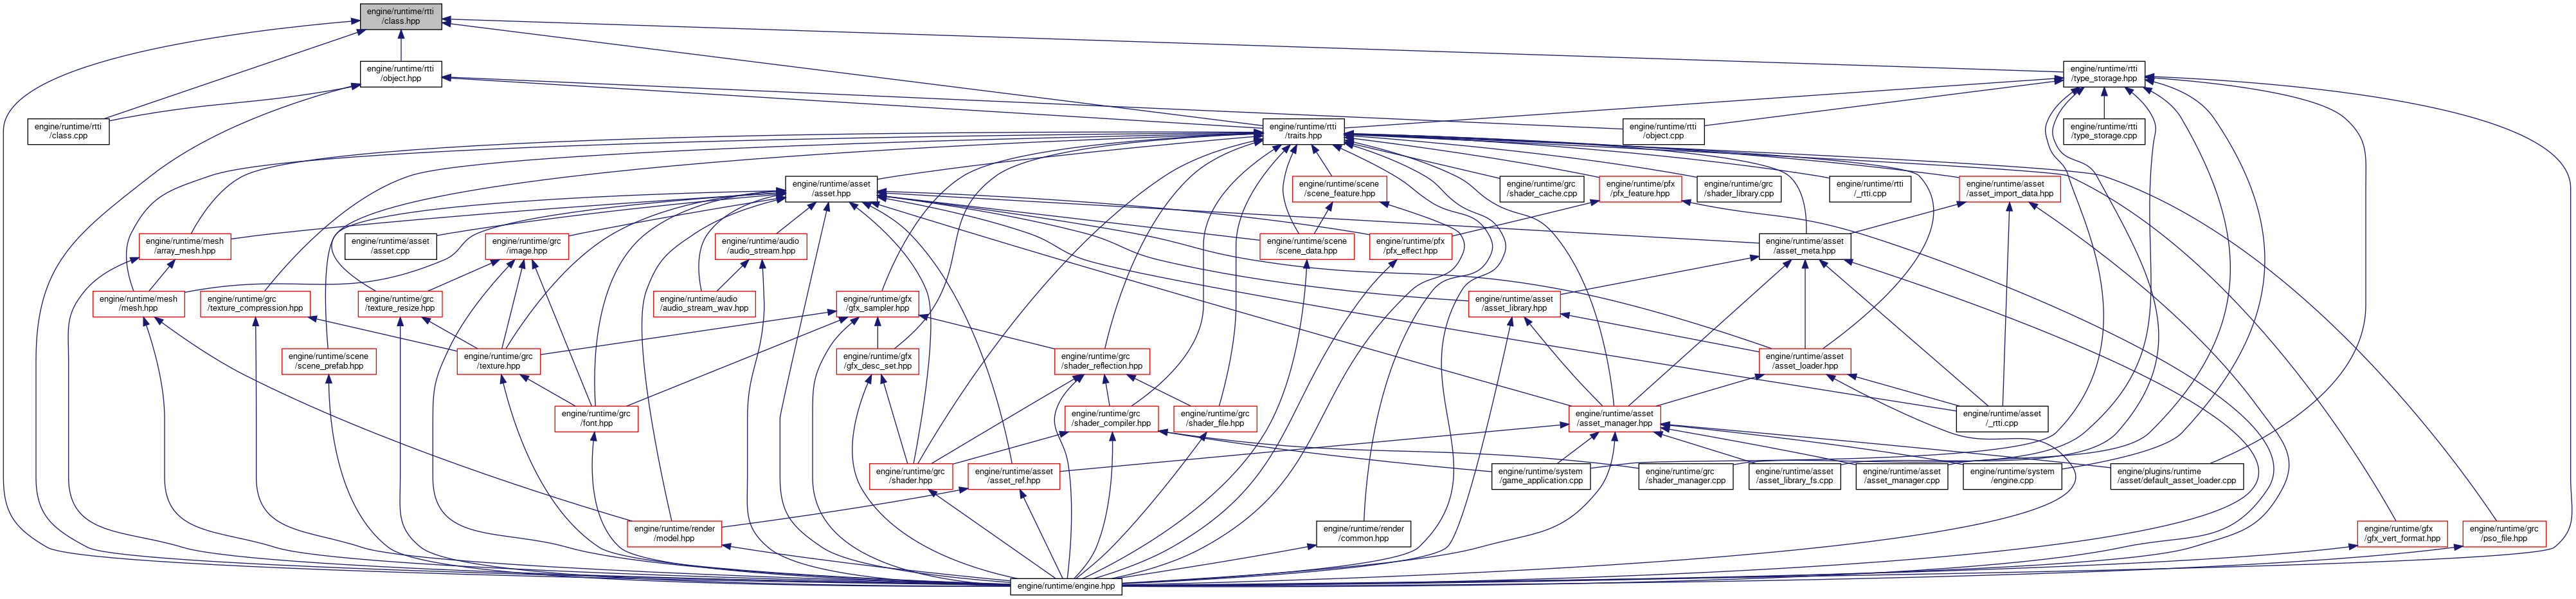 engine/runtime/rtti
/class.hpp
engine/runtime/rtti
/object.hpp
engine/runtime/rtti
/type_storage.hpp
engine/runtime/rtti
/class.cpp
engine/runtime/rtti
/traits.hpp
engine/runtime/rtti
/object.cpp
engine/runtime/rtti
/type_storage.cpp
engine/runtime/asset
/asset.hpp
engine/runtime/scene
/scene_feature.hpp
engine/runtime/grc
/shader_cache.cpp
engine/runtime/pfx
/pfx_feature.hpp
engine/runtime/grc
/shader_library.cpp
engine/runtime/rtti
/_rtti.cpp
engine/runtime/asset
/asset_import_data.hpp
engine/runtime/mesh
/array_mesh.hpp
engine/runtime/asset
/asset.cpp
engine/runtime/grc
/image.hpp
engine/runtime/audio
/audio_stream.hpp
engine/runtime/scene
/scene_data.hpp
engine/runtime/pfx
/pfx_effect.hpp
engine/runtime/asset
/asset_meta.hpp
engine/runtime/mesh
/mesh.hpp
engine/runtime/grc
/texture_compression.hpp
engine/runtime/grc
/texture_resize.hpp
engine/runtime/audio
/audio_stream_wav.hpp
engine/runtime/gfx
/gfx_sampler.hpp
engine/runtime/asset
/asset_library.hpp
engine/runtime/scene
/scene_prefab.hpp
engine/runtime/grc
/texture.hpp
engine/runtime/gfx
/gfx_desc_set.hpp
engine/runtime/grc
/shader_reflection.hpp
engine/runtime/asset
/asset_loader.hpp
engine/runtime/grc
/font.hpp
engine/runtime/grc
/shader_compiler.hpp
engine/runtime/grc
/shader_file.hpp
engine/runtime/asset
/asset_manager.hpp
engine/runtime/asset
/_rtti.cpp
engine/runtime/grc
/shader.hpp
engine/runtime/asset
/asset_ref.hpp
engine/runtime/system
/game_application.cpp
engine/runtime/grc
/shader_manager.cpp
engine/runtime/asset
/asset_library_fs.cpp
engine/runtime/asset
/asset_manager.cpp
engine/runtime/system
/engine.cpp
engine/plugins/runtime
/asset/default_asset_loader.cpp
engine/runtime/render
/model.hpp
engine/runtime/render
/common.hpp
engine/runtime/gfx
/gfx_vert_format.hpp
engine/runtime/grc
/pso_file.hpp
engine/runtime/engine.hpp